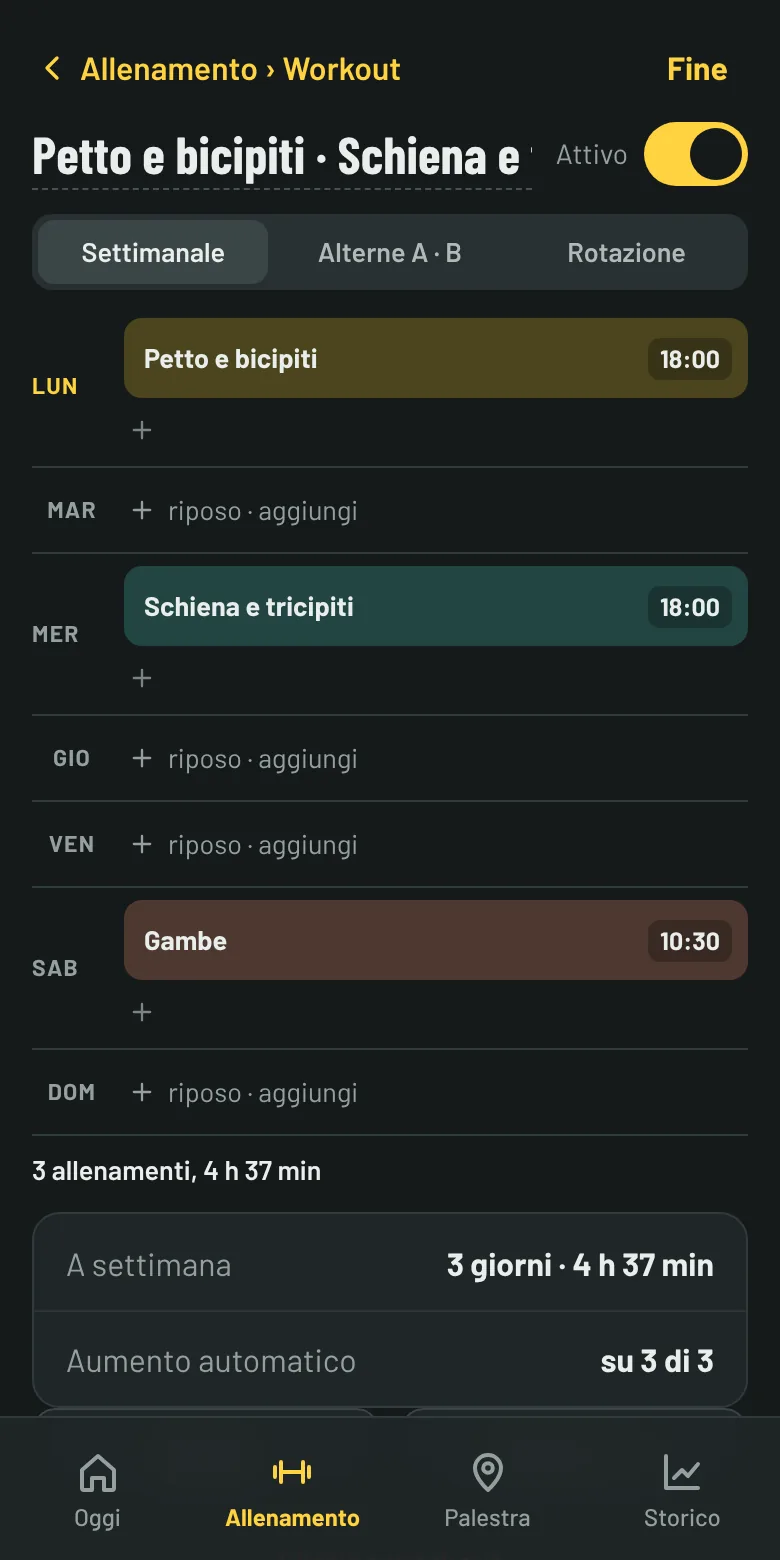 Allenamento › Workout
Fine
Petto e bicipiti · Schiena e
Attivo
Settimanale
Alterne A · B
Rotazione
LUN
Petto e bicipiti
18:00
+
MAR
+ riposo · aggiungi
MER
Schiena e tricipiti
18:00
+
GIO
+ riposo · aggiungi
VEN
+ riposo · aggiungi
SAB
Gambe
10:30
+
DOM
+ riposo · aggiungi
3 allenamenti, 4 h 37 min
A settimana
3 giorni · 4 h 37 min
Aumento automatico
su 3 di 3
Oggi
Allenamento
Palestra
Storico